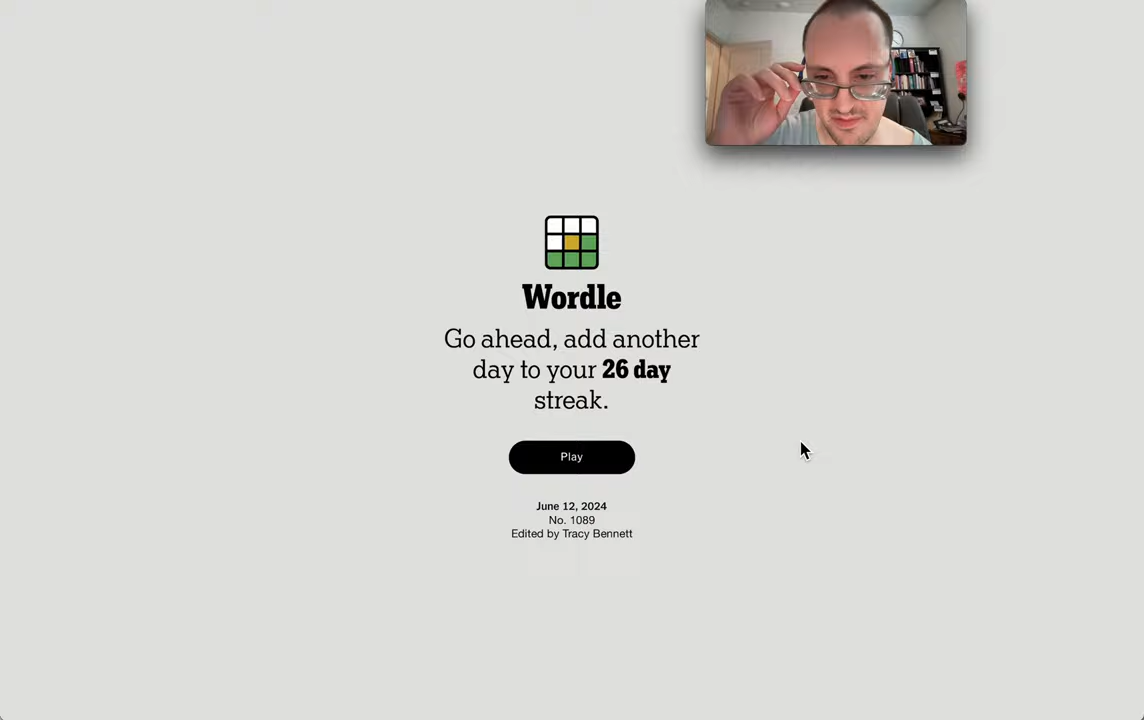 Wordle
Go ahead, add another
day to your 26 day
streak.
Play
June 12, 2024
No. 1089
Edited by Tracy Bennett